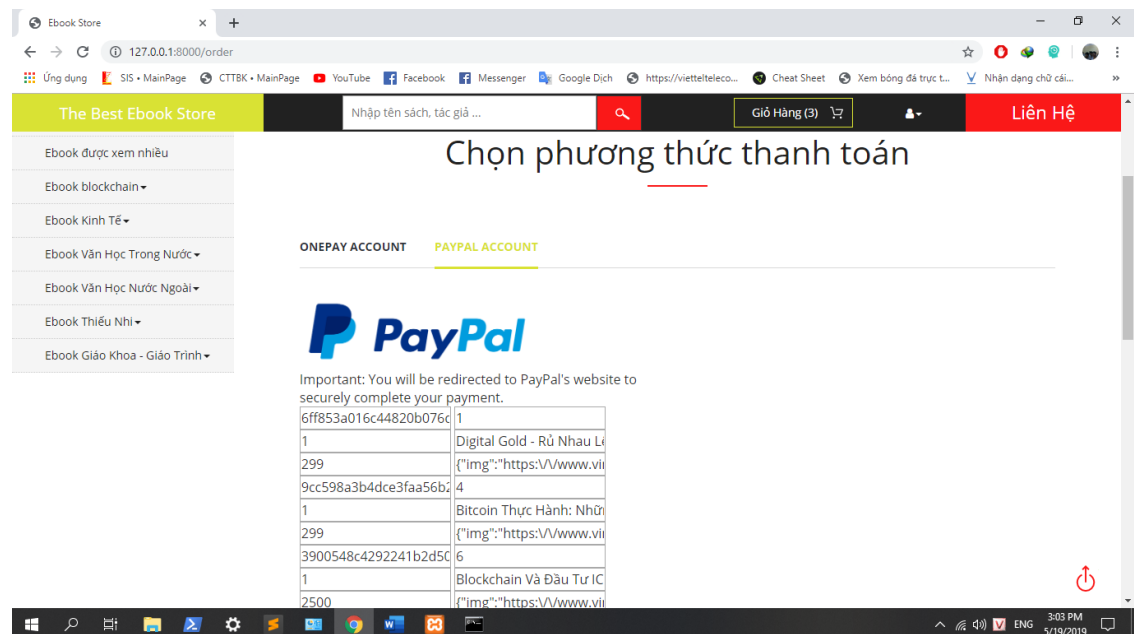 Ebook Store
127.0.0.1:8000/order
Ứng dụng SIS • MainPage CTTBK • MainPage YouTube Facebook Messenger Google Dịch https://viettelteleco... Cheat Sheet Xem bóng đá trực t... Nhận dạng chữ cái... »
The Best Ebook Store Nhập tên sách, tác giả ... Giỏ Hàng (3) Liên Hệ
Ebook được xem nhiều
Ebook blockchain
Ebook Kinh Tế
Ebook Văn Học Trong Nước
Ebook Văn Học Nước Ngoài
Ebook Thiếu Nhi
Ebook Giáo Khoa - Giáo Trình
Chọn phương thức thanh toán
ONEPAY ACCOUNT PAYPAL ACCOUNT
PayPal
Important: You will be redirected to PayPal's website to
securely complete your payment.
6ff853a016c44820b076c 1
1 Digital Gold - Rủ Nhau Lê
299 {"img":"https:\/\/www.vii
9cc598a3b4dce3faa56b2 4
1 Bitcoin Thực Hành: Nhữn
299 {"img":"https:\/\/www.vii
3900548c4292241b2d50 6
1 Blockchain Và Đầu Tư IC
2500 {"img":"https:\/\/www.vii
ENG 3:03 PM
5/19/2019